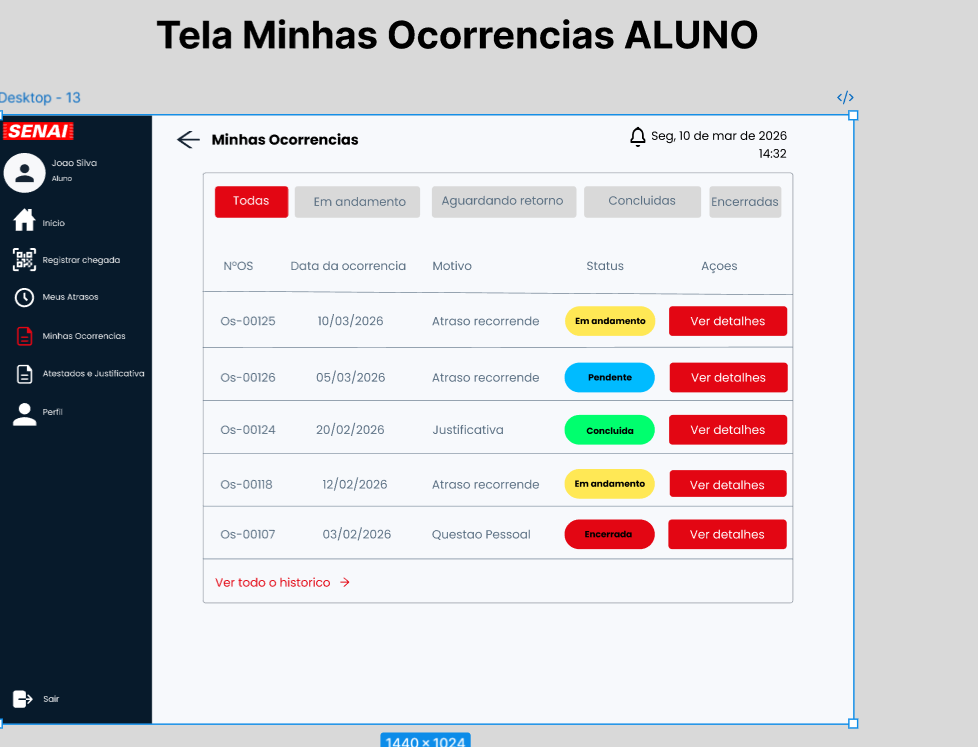 Tela Minhas Ocorrencias ALUNO
Desktop - 13
</>
SENAI
Joao Silva
Aluno
Inicio
Registrar chegada
Meus Atrasos
Minhas Ocorrencias
Atestados e Justificativa
Perfil
Sair
Minhas Ocorrencias
Seg, 10 de mar de 2026
14:32
Todas Em andamento Aguardando retorno Concluidas Encerradas
NºOS Data da ocorrencia Motivo Status Açoes
Os-00125 10/03/2026 Atraso recorrende Em andamento Ver detalhes
Os-00126 05/03/2026 Atraso recorrende Pendente Ver detalhes
Os-00124 20/02/2026 Justificativa Concluida Ver detalhes
Os-00118 12/02/2026 Atraso recorrende Em andamento Ver detalhes
Os-00107 03/02/2026 Questao Pessoal Encerrada Ver detalhes
Ver todo o historico →
1440 × 1024